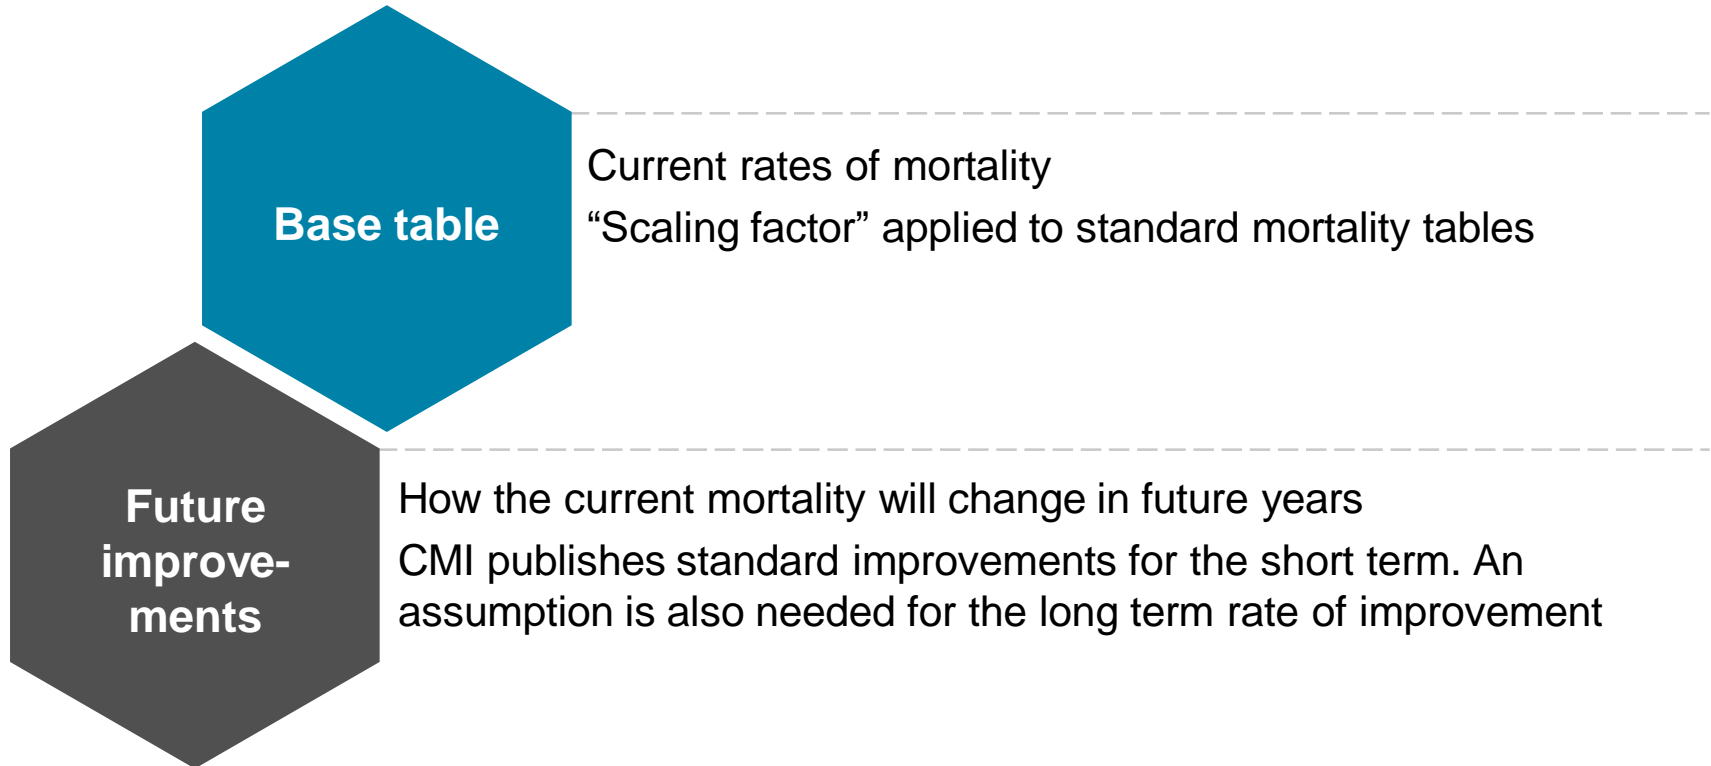 Base table
Current rates of mortality
“Scaling factor” applied to standard mortality tables
Future
improve-
ments
How the current mortality will change in future years
CMI publishes standard improvements for the short term. An
assumption is also needed for the long term rate of improvement